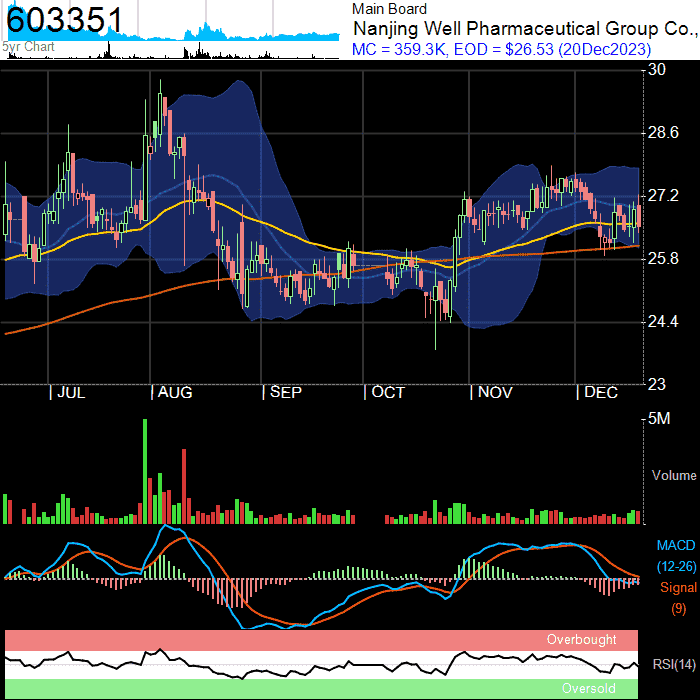 603351
5yr Chart
Main Board
Nanjing Well Pharmaceutical Group Co.,
MC = 359.3K, EOD = $26.53 (20Dec2023)
30
28.6
27.2
25.8
24.4
23
JUL AUG SEP OCT NOV DEC
5M
Volume
MACD
(12-26)
Signal
(9)
Overbought
RSI(14)
Oversold